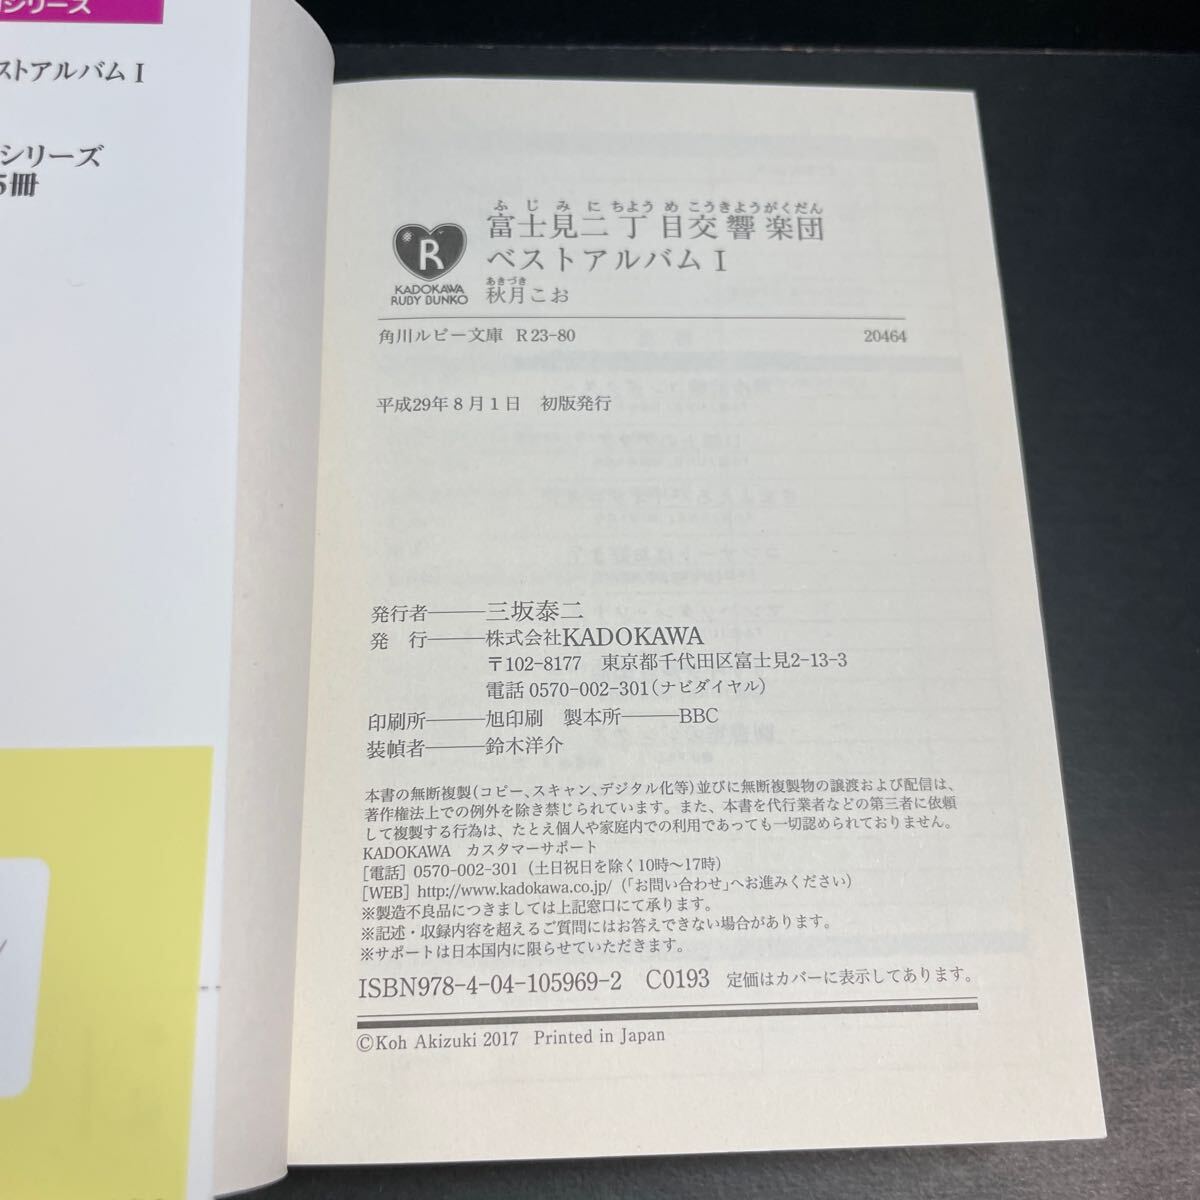 シリーズ
ストアルバム I
シリーズ
冊
ふじみにちようめこうきようがくだん
富士見二丁目交響楽団
ベストアルバム I
あきづき
秋月こお
R
KADOKAWA
RUBY BUNKO
角川ルビー文庫 R23-80 20464
平成29年8月1日 初版発行
発行者―――三坂泰二
発 行―――株式会社KADOKAWA
〒102-8177 東京都千代田区富士見2-13-3
電話 0570-002-301(ナビダイヤル)
印刷所―――旭印刷 製本所―――BBC
装幀者―――鈴木洋介
本書の無断複製(コピー、スキャン、デジタル化等)並びに無断複製物の譲渡および配信は、
著作権法上での例外を除き禁じられています。また、本書を代行業者などの第三者に依頼
して複製する行為は、たとえ個人や家庭内での利用であっても一切認められておりません。
KADOKAWA カスタマーサポート
[電話] 0570-002-301(土日祝日を除く10時～17時)
[WEB] http://www.kadokawa.co.jp/(「お問い合わせ」へお進みください)
※製造不良品につきましては上記窓口にて承ります。
※記述・収録内容を超えるご質問にはお答えできない場合があります。
※サポートは日本国内に限らせていただきます。
ISBN978-4-04-105969-2 C0193 定価はカバーに表示してあります。
©Koh Akizuki 2017 Printed in Japan